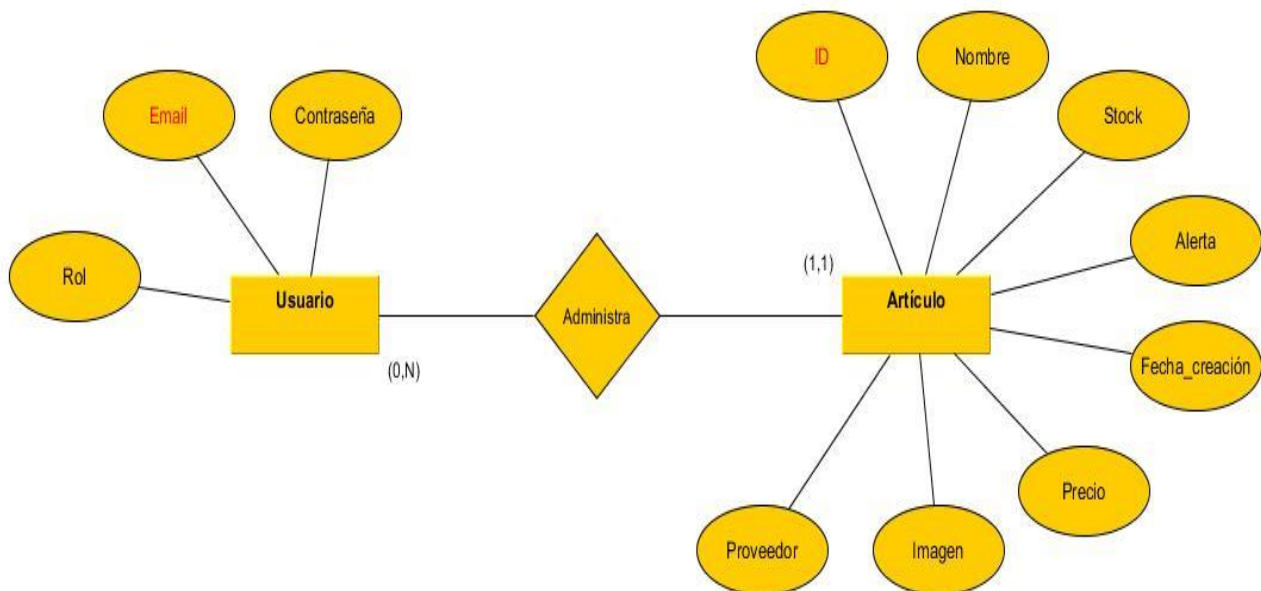 ID
Nombre
Email
Contraseña
Stock
Alerta
Rol
(1,1)
Usuario
Artículo
Administra
(0,N)
Fecha_creación
Precio
Proveedor
Imagen